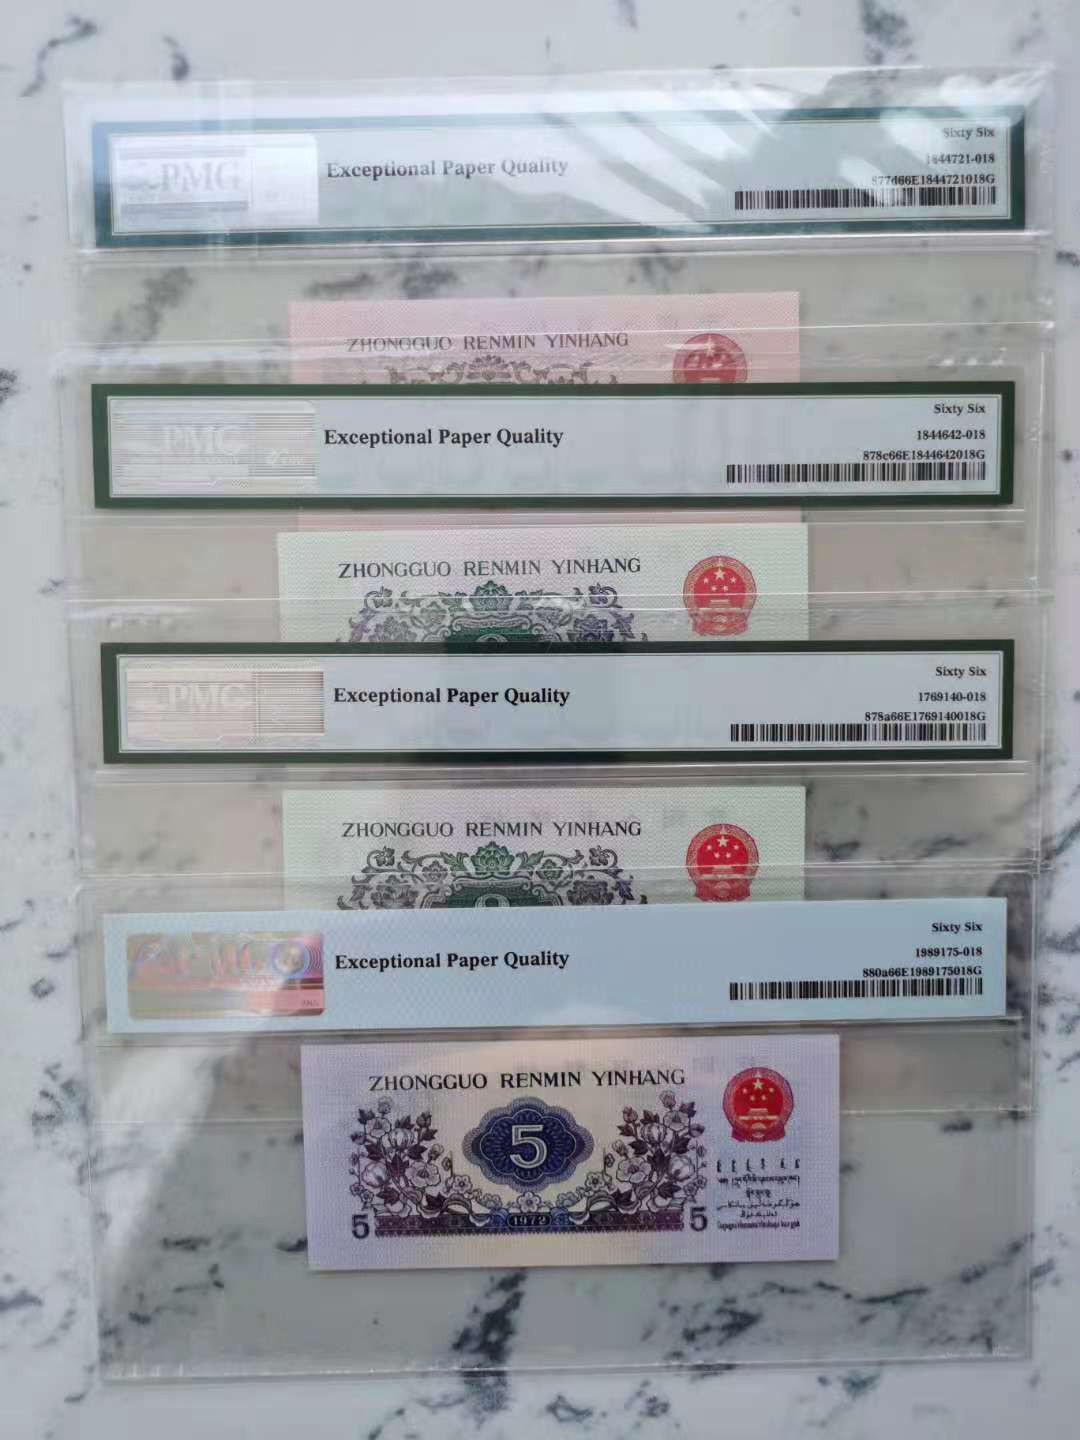 PMG
Exceptional Paper Quality
Sixty Six
1844721-018
877d66E1844721018G
ZHONGGUO RENMIN YINHANG
PMG
Exceptional Paper Quality
Sixty Six
1844642-018
878c66E1844642018G
ZHONGGUO RENMIN YINHANG
PMG
Exceptional Paper Quality
Sixty Six
1769140-018
878a66E1769140018G
ZHONGGUO RENMIN YINHANG
PMG
Exceptional Paper Quality
Sixty Six
1989175-018
880a66E1989175018G
ZHONGGUO RENMIN YINHANG
5
5 1972 5